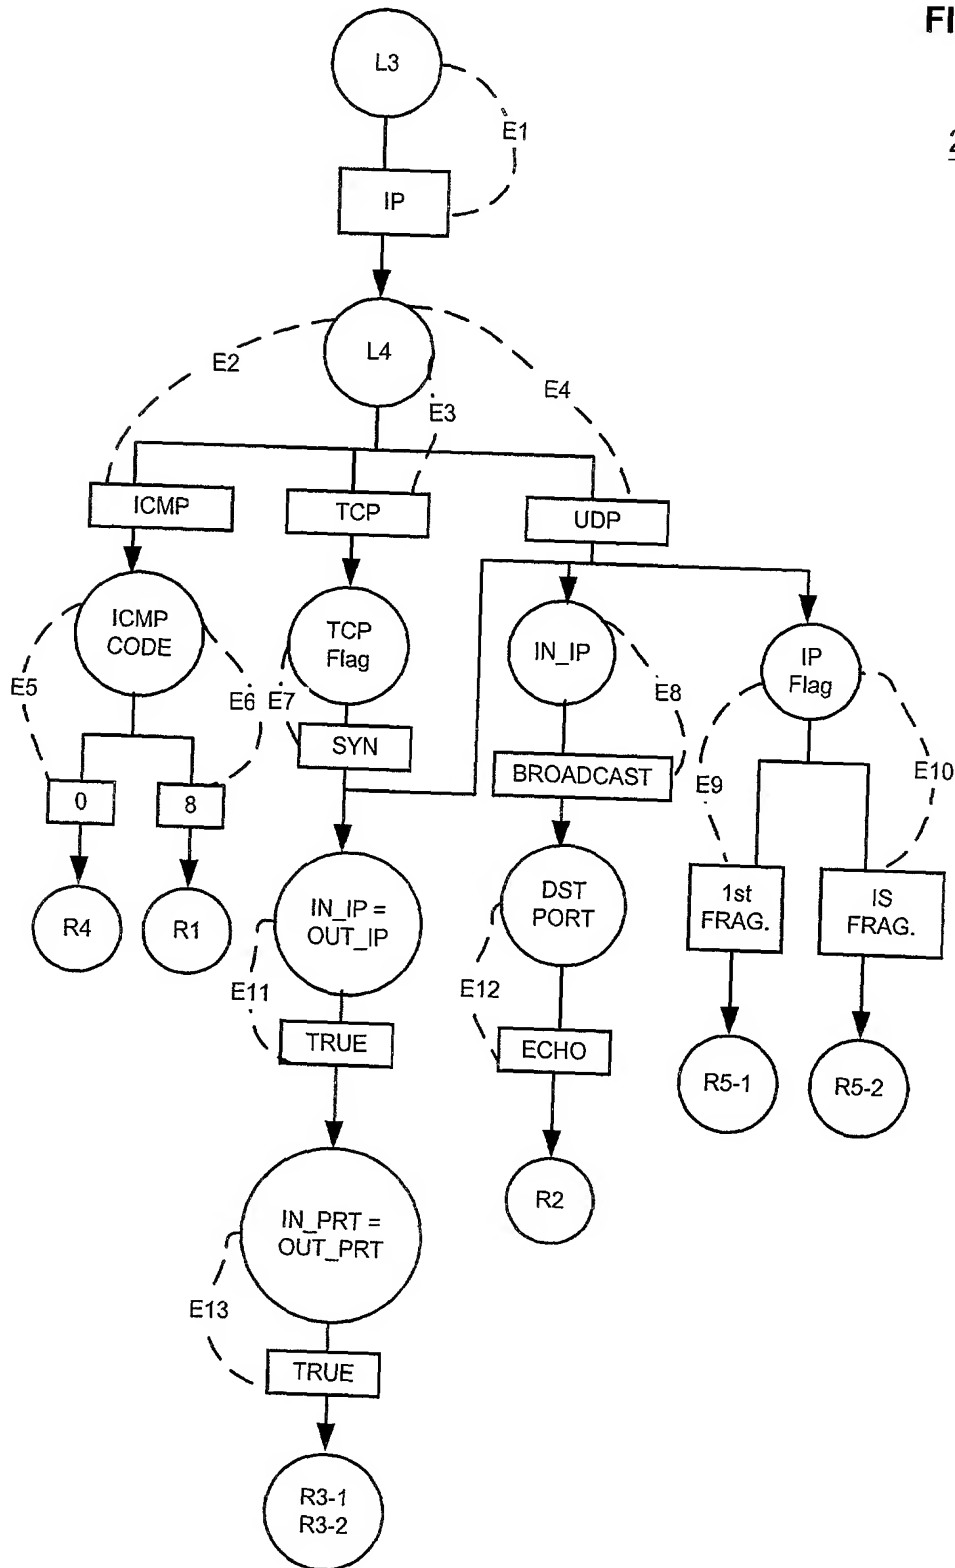 FI
2
L3
E1
IP
L4
E2
E3
E4
ICMP
TCP
UDP
ICMP
CODE
TCP
Flag
IN_IP
IP
Flag
E5
E6
E7
E8
E9
E10
SYN
BROADCAST
0
8
R4
R1
IN_IP =
OUT_IP
DST
PORT
1st
FRAG.
IS
FRAG.
E11
E12
TRUE
ECHO
R5-1
R5-2
IN_PRT =
OUT_PRT
R2
E13
TRUE
R3-1
R3-2